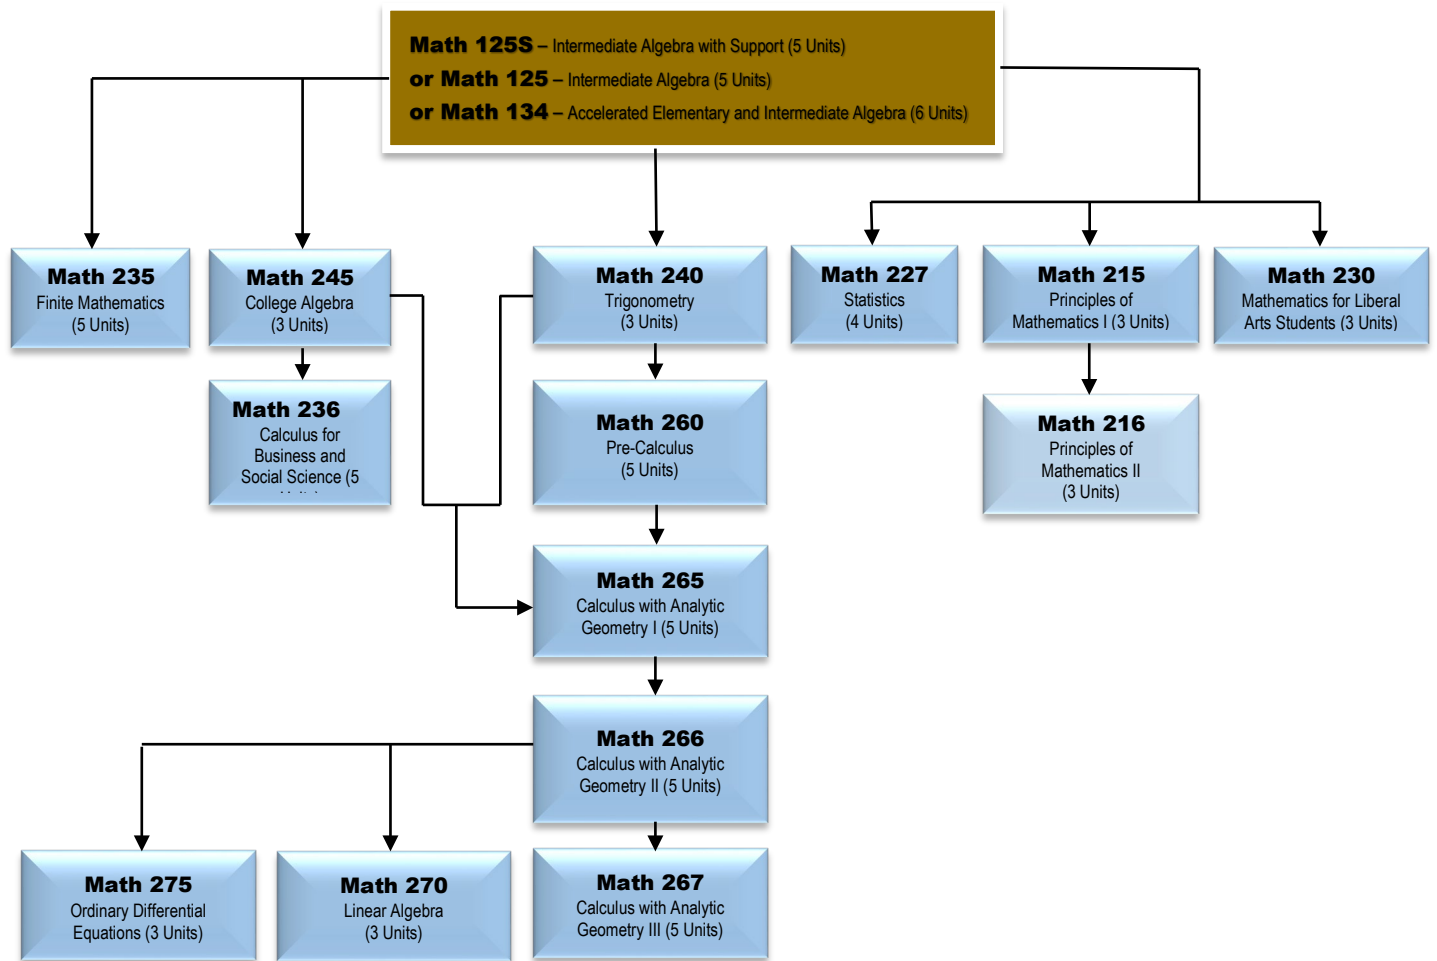 Math 125S – Intermediate Algebra with Support (5 Units)
or Math 125 – Intermediate Algebra (5 Units)
or Math 134 – Accelerated Elementary and Intermediate Algebra (6 Units)
Math 235
Finite Mathematics
(5 Units)
Math 245
College Algebra
(3 Units)
Math 240
Trigonometry
(3 Units)
Math 227
Statistics
(4 Units)
Math 215
Principles of
Mathematics I (3 Units)
Math 230
Mathematics for Liberal
Arts Students (3 Units)
Math 236
Calculus for
Business and
Social Science (5
Math 260
Pre-Calculus
(5 Units)
Math 216
Principles of
Mathematics II
(3 Units)
Math 265
Calculus with Analytic
Geometry I (5 Units)
Math 266
Calculus with Analytic
Geometry II (5 Units)
Math 275
Ordinary Differential
Equations (3 Units)
Math 270
Linear Algebra
(3 Units)
Math 267
Calculus with Analytic
Geometry III (5 Units)